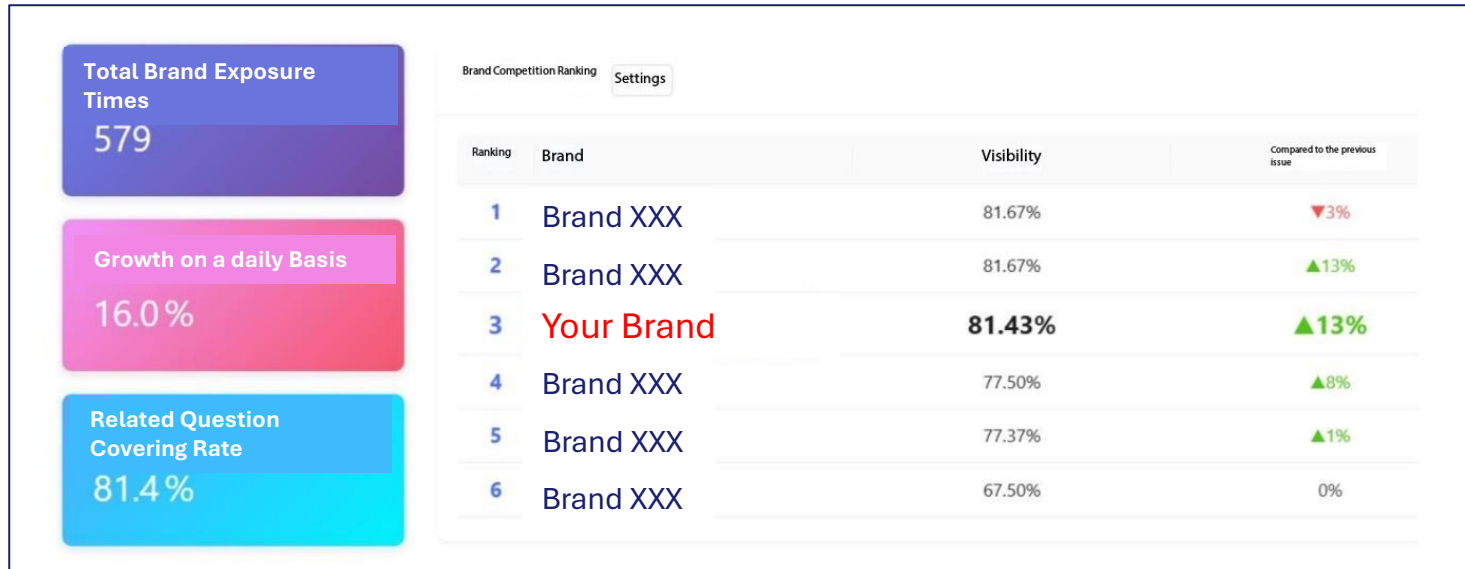 Total Brand Exposure
Times
579
Growth on a daily Basis
16.0%
Related Question
Covering Rate
81.4%
Brand Competition Ranking Settings
Ranking Brand Visibility Compared to the previous
issue
1 Brand XXX 81.67% ▼3%
2 Brand XXX 81.67% ▲13%
3 Your Brand 81.43% ▲13%
4 Brand XXX 77.50% ▲8%
5 Brand XXX 77.37% ▲1%
6 Brand XXX 67.50% 0%